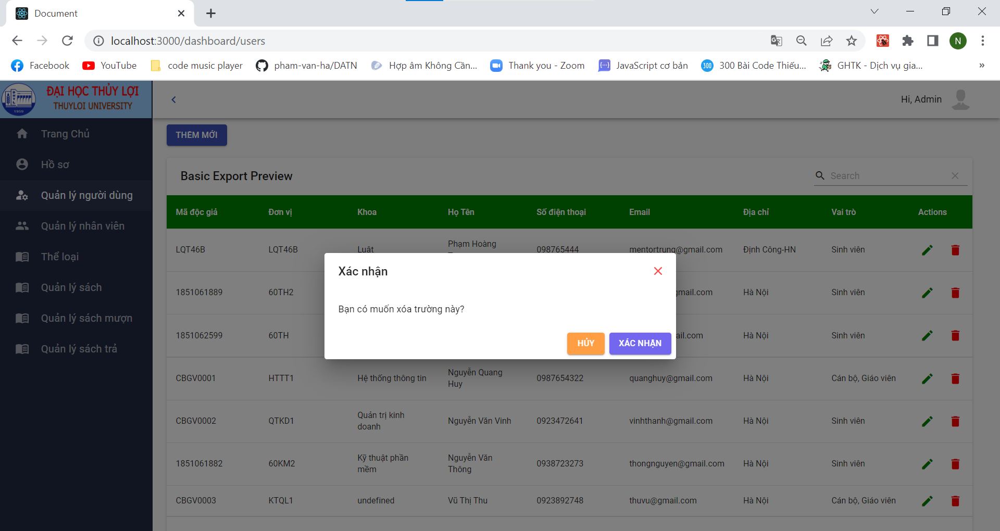 Document
localhost:3000/dashboard/users
N
Facebook
YouTube
code music player
pham-van-ha/DATN
Hợp âm Không Cần...
Thank you - Zoom
JavaScript cơ bản
300
300 Bài Code Thiếu...
GHTK - Dịch vụ gia...
»
ĐẠI HỌC THỦY LỢI
THUYLOI UNIVERSITY
1959
Hi, Admin
Trang Chủ
Hồ sơ
Quản lý người dùng
Quản lý nhân viên
Thể loại
Quản lý sách
Quản lý sách mượn
Quản lý sách trả
THÊM MỚI
Basic Export Preview
Search
Mã độc giả Đơn vị Khoa Họ Tên Số điện thoại Email Địa chỉ Vai trò Actions
LQT46B LQT46B Luật Phạm Hoàng 098765444 mentortrung@gmail.com Định Công-HN Sinh viên
1851061889 60TH2 gmail.com Hà Nội Sinh viên
1851062599 60TH ail.com Hà Nội Sinh viên
CBGV0001 HTTT1 Hệ thống thông tin Nguyễn Quang Huy 0987654322 quanghuy@gmail.com Hà Nội Cán bộ, Giáo viên
CBGV0002 QTKD1 Quản trị kinh doanh Nguyễn Văn Vinh 0923472641 vinhthanh@gmail.com Hà Nội Sinh viên
1851061882 60KM2 Kỹ thuật phần mềm Nguyễn Văn Thông 0938723273 thongnguyen@gmail.com Hà Nội Sinh viên
CBGV0003 KTQL1 undefined Vũ Thị Thu 0923892748 thuvu@gmail.com Hà Nội Cán bộ, Giáo viên
Xác nhận
Bạn có muốn xóa trường này?
HỦY
XÁC NHẬN